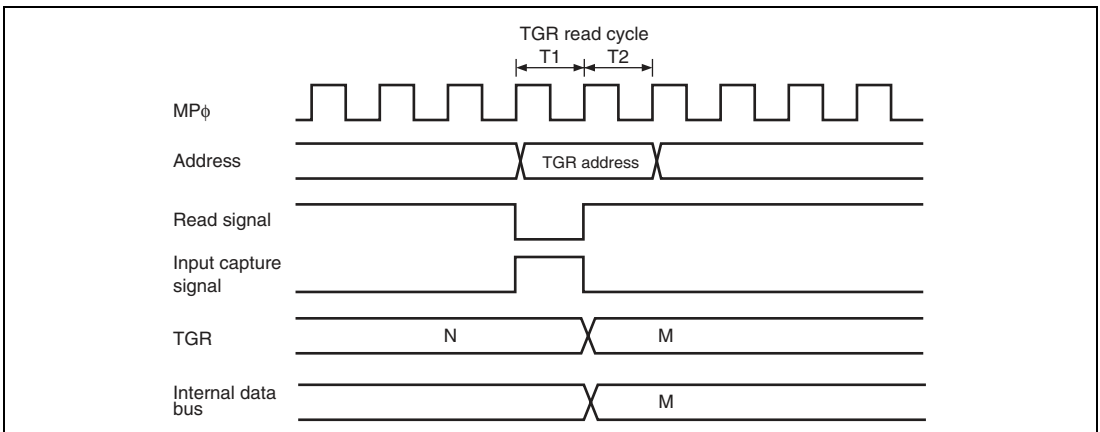 TGR read cycle
T1 T2
MPϕ
Address
TGR address
Read signal
Input capture
signal
TGR
N M
Internal data
bus
M